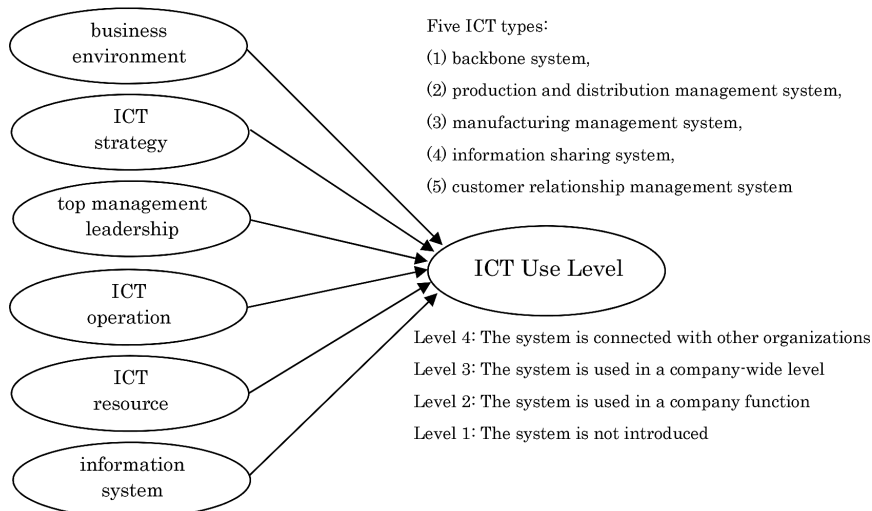 business
environment
ICT
strategy
top management
leadership
ICT
operation
ICT
resource
information
system
Five ICT types:
(1) backbone system,
(2) production and distribution management system,
(3) manufacturing management system,
(4) information sharing system,
(5) customer relationship management system
ICT Use Level
Level 4: The system is connected with other organizations
Level 3: The system is used in a company-wide level
Level 2: The system is used in a company function
Level 1: The system is not introduced